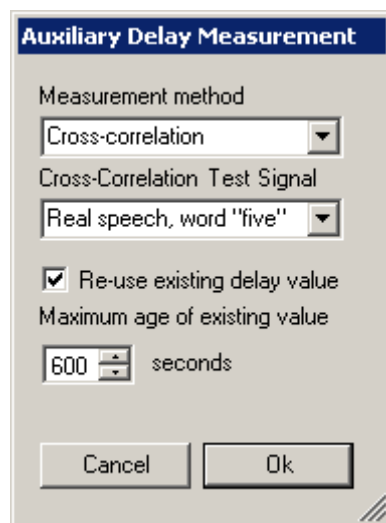 Auxiliary Delay Measurement
Measurement method
Cross-correlation
Cross-Correlation Test Signal
Real speech, word "five"
Re-use existing delay value
Maximum age of existing value
600 seconds
Cancel Ok